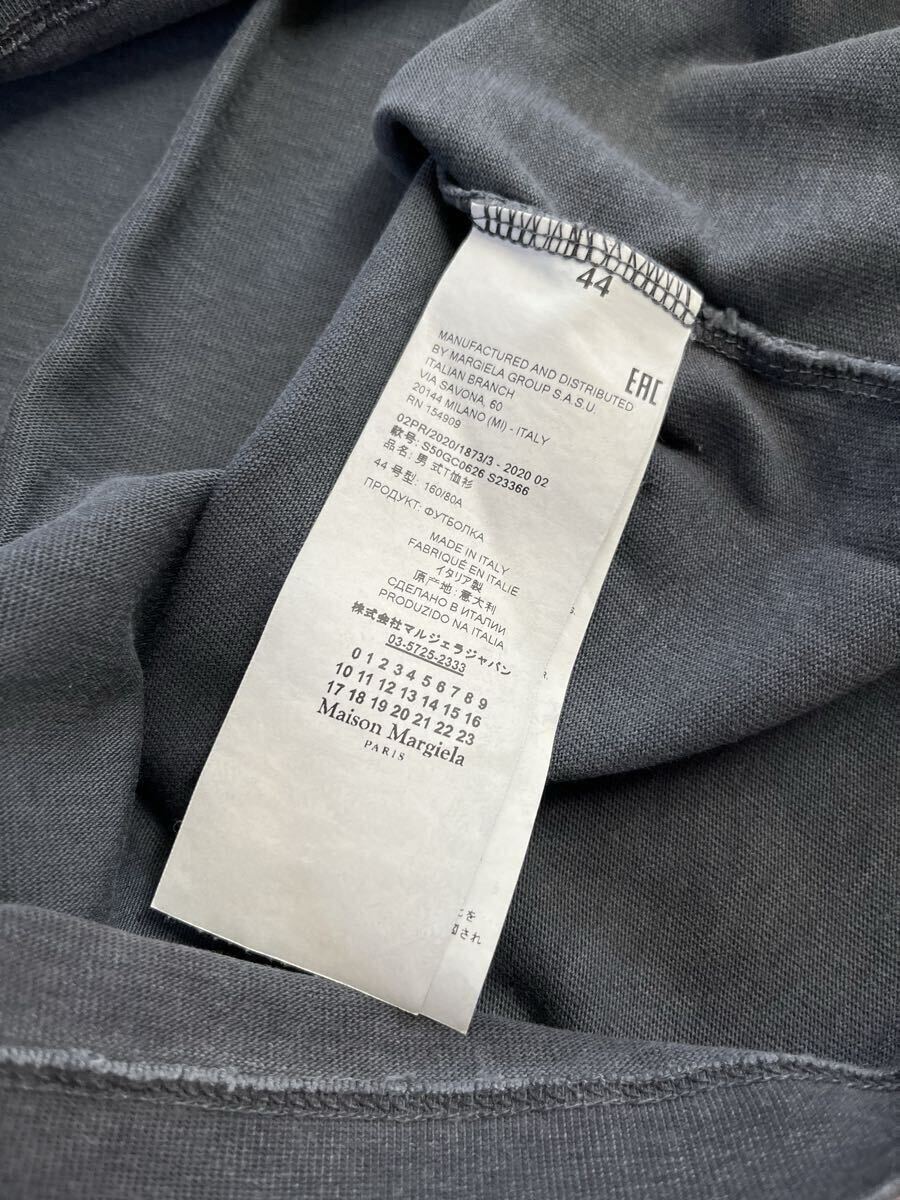 44
MANUFACTURED AND DISTRIBUTED
BY MARGIELA GROUP S.A.S.U.
ITALIAN BRANCH
VIA SAVONA, 60
20144 MILANO (MI) - ITALY
RN 154909
EAC
02PR/2020/1873/3 - 2020 02
款号: S50GC0626 S23366
品名: 男 式T恤衫
44 号型: 160/80A
ПРОДУКТ: ФУТБОЛКА
MADE IN ITALY
FABRIQUÉ EN ITALIE
イタリア製
原产地: 意大利
СДЕЛАНО В ИТАЛИИ
PRODUZIDO NA ITALIA
株式会社マルジェラジャパン
03-5725-2333
0 1 2 3 4 5 6 7 8 9
10 11 12 13 14 15 16
17 18 19 20 21 22 23
Maison Margiela
PARIS